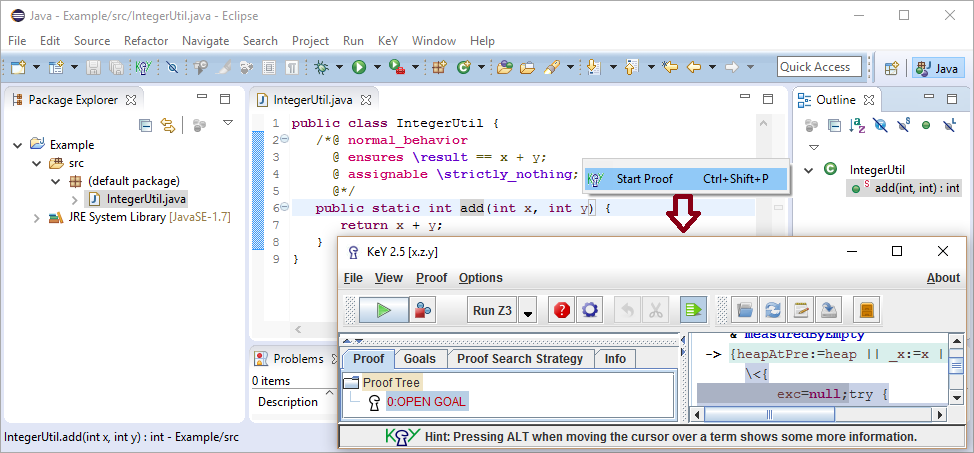 Java - Example/src/IntegerUtil.java - Eclipse
File Edit Source Refactor Navigate Search Project Run KeY Window Help
Quick Access Java
Package Explorer
Example
src
(default package)
IntegerUtil.java
JRE System Library [JavaSE-1.7]
IntegerUtil.java
1 public class IntegerUtil {
2 /*@ normal_behavior
3 @ ensures \result == x + y;
4 @ assignable \strictly_nothing;
5 @*/
6 public static int add(int x, int y) {
7 return x + y;
8 }
9 }
KeY Start Proof Ctrl+Shift+P
Outline
IntegerUtil
S add(int, int) : int
Problems
0 items
Description
IntegerUtil.add(int x, int y) : int - Example/src
KeY 2.5 [x.z.y]
File View Proof Options About
Run Z3
Proof Goals Proof Search Strategy Info
Proof Tree
0:OPEN GOAL
& measuredByEmpty
-> {heapAtPre:=heap || _x:=x |
\<{
exc=null;try {
KeY Hint: Pressing ALT when moving the cursor over a term shows some more information.